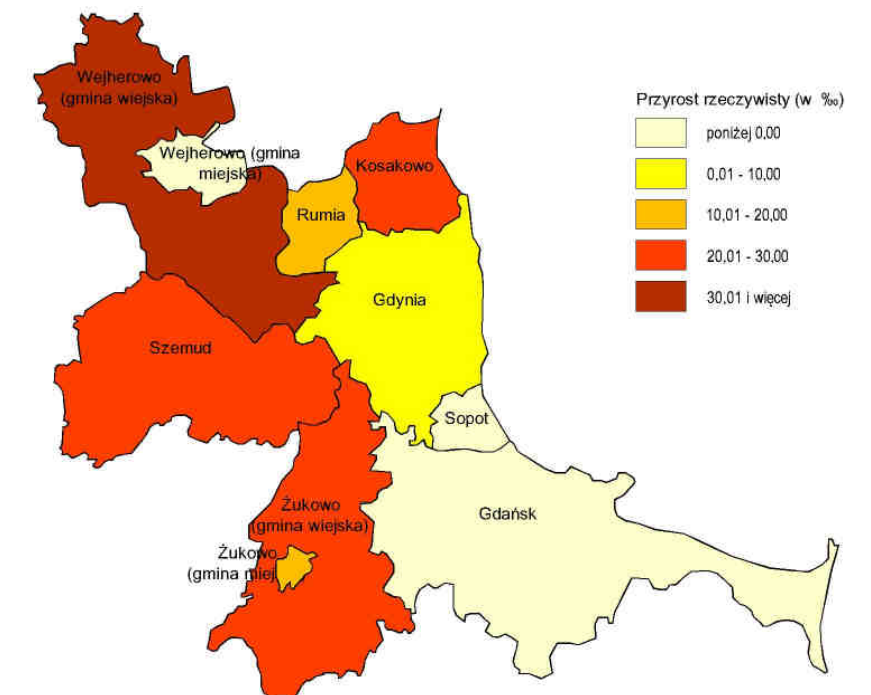 Wejherowo
(gmina wiejska)
Wejherowo (gmina
miejska)
Kosakowo
Rumia
Gdynia
Szemud
Sopot
Żukowo
(gmina wiejska)
Gdańsk
Żukowo
(gmina miej
Przyrost rzeczywisty (w ‰)
poniżej 0,00
0,01 - 10,00
10,01 - 20,00
20,01 - 30,00
30,01 i więcej